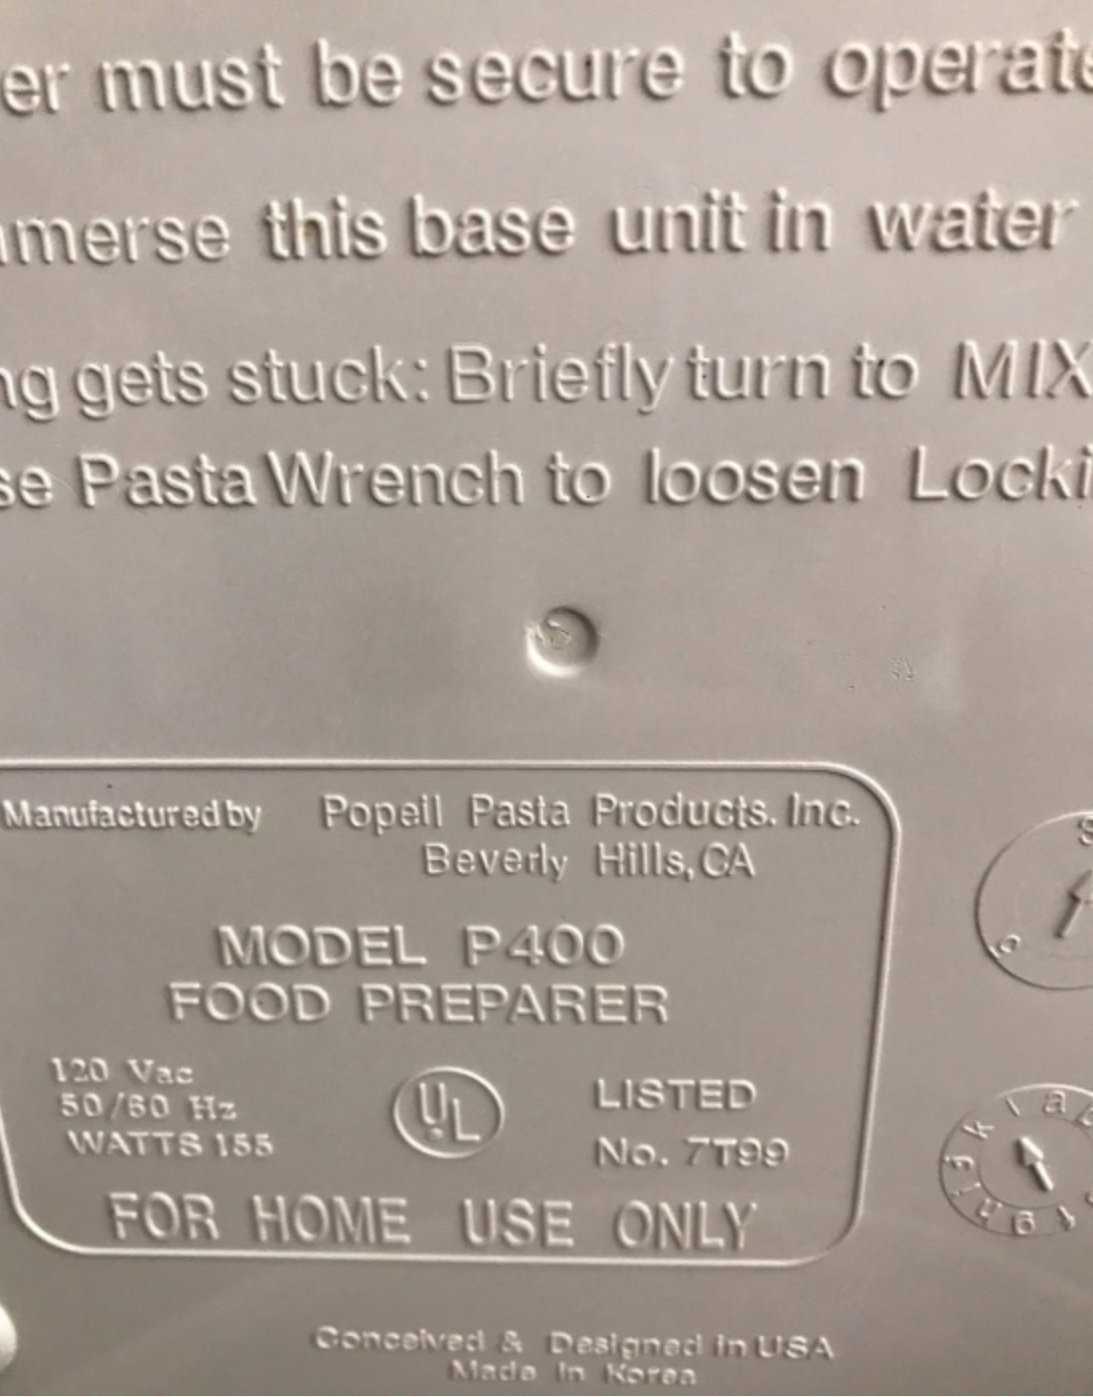 er must be secure to operate
mmerse this base unit in water
ng gets stuck: Briefly turn to MIX
se Pasta Wrench to loosen Locki
Manufactured by Popeil Pasta Products. Inc.
Beverly Hills, CA
MODEL P400
FOOD PREPARER
120 Vac
50/60 Hz
WATTS 155
UL
LISTED
No. 7T99
FOR HOME USE ONLY
Conceived & Designed in USA
Made In Korea